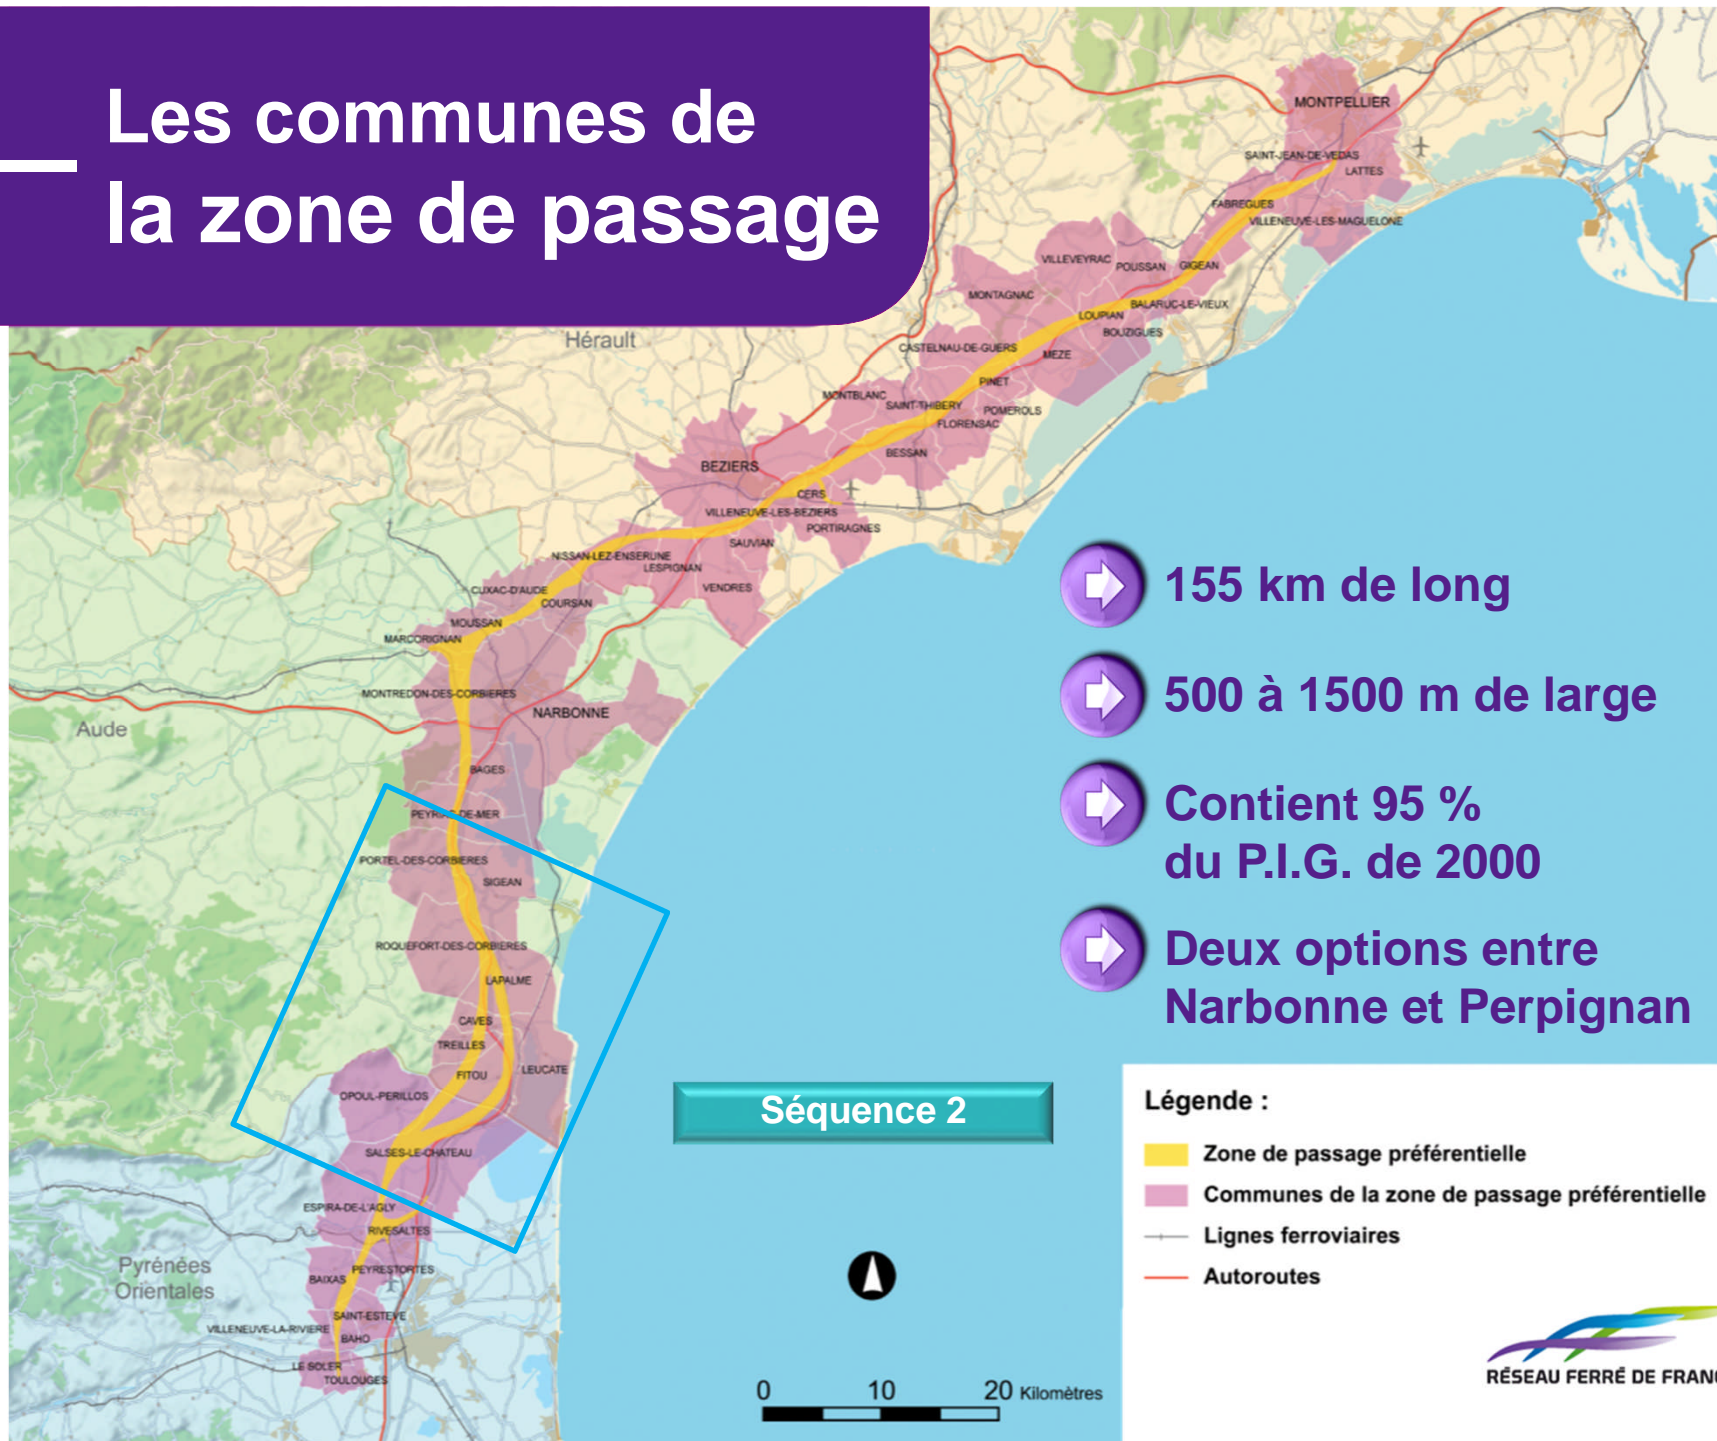 Les communes de
la zone de passage
MONTPELLIER
SAINT-JEAN-DE-VEDAS
LATTES
FABREGUES
VILLENEUVE-LES-MAGUELONE
VILLEVEYRAC
POUSSAN
GIGEAN
MONTAGNAC
BALARUC-LE-VIEUX
LOUPIAN
BOUZIGUES
Hérault
CASTELNAU-DE-GUERS
MEZE
PINET
MONTBLANC
SAINT-THIBERY
POMEROLS
FLORENSAC
BESSAN
BEZIERS
CERS
VILLENEUVE-LES-BEZIERS
PORTIRAGNES
SAUVIAN
NISSAN-LEZ-ENSERUNE
LESPIGNAN
VENDRES
CUXAC-D'AUDE
COURSAN
MOUSSAN
MARCORIGNAN
MONTREDON-DES-CORBIERES
NARBONNE
Aude
BAGES
PEYRIAC-DE-MER
PORTEL-DES-CORBIERES
SIGEAN
ROQUEFORT-DES-CORBIERES
LAPALME
CAVES
TREILLES
FITOU
LEUCATE
OPOUL-PERILLOS
SALSES-LE-CHATEAU
ESPIRA-DE-L'AGLY
RIVESALTES
Pyrénées
Orientales
PEYRESTORTES
BAIXAS
SAINT-ESTEVE
VILLENEUVE-LA-RIVIERE
BAHO
LE SOLER
TOULOUGES
155 km de long
500 à 1500 m de large
Contient 95 %
du P.I.G. de 2000
Deux options entre
Narbonne et Perpignan
Séquence 2
Légende :
Zone de passage préférentielle
Communes de la zone de passage préférentielle
Lignes ferroviaires
Autoroutes
0 10 20 Kilomètres
RÉSEAU FERRÉ DE FRANC